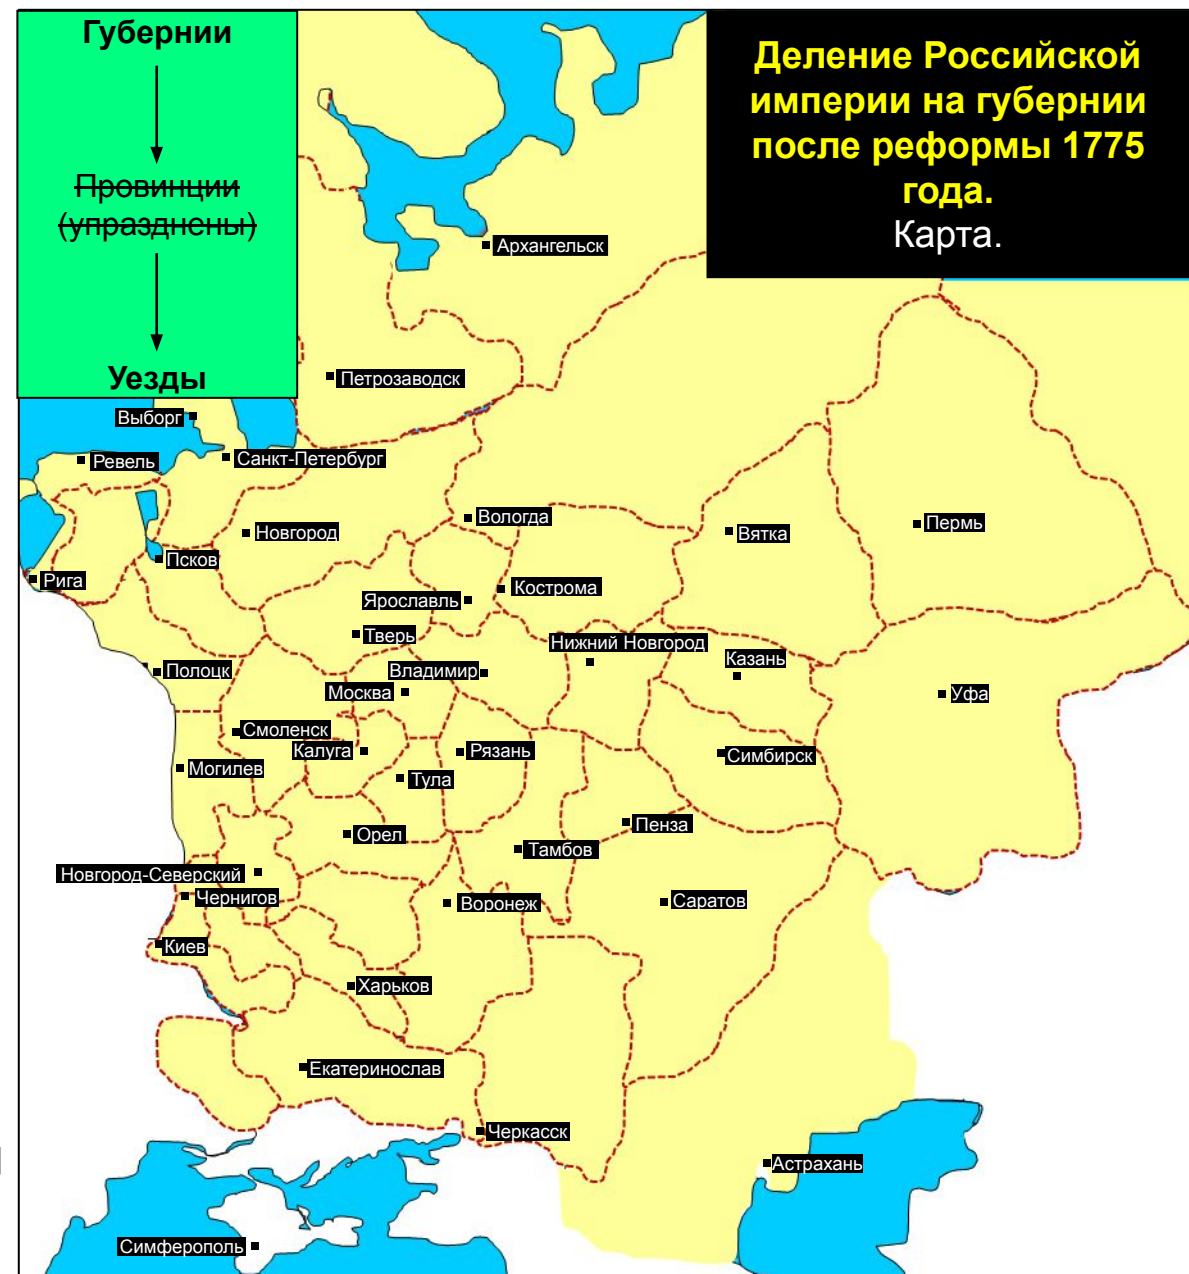 Губернии
Провинции
(упразднены)
Уезды
Деление Российской
империи на губернии
после реформы 1775
года.
Карта.
Архангельск
Петрозаводск
Выборг
Ревель
Санкт-Петербург
Новгород
Вологда
Вятка
Пермь
Псков
Рига
Ярославль
Кострома
Тверь
Нижний Новгород
Казань
Полоцк
Владимир
Москва
Уфа
Смоленск
Калуга
Рязань
Симбирск
Могилев
Тула
Орел
Пенза
Тамбов
Новгород-Северский
Чернигов
Воронеж
Саратов
Киев
Харьков
Екатеринослав
Черкасск
Астрахань
Симферополь